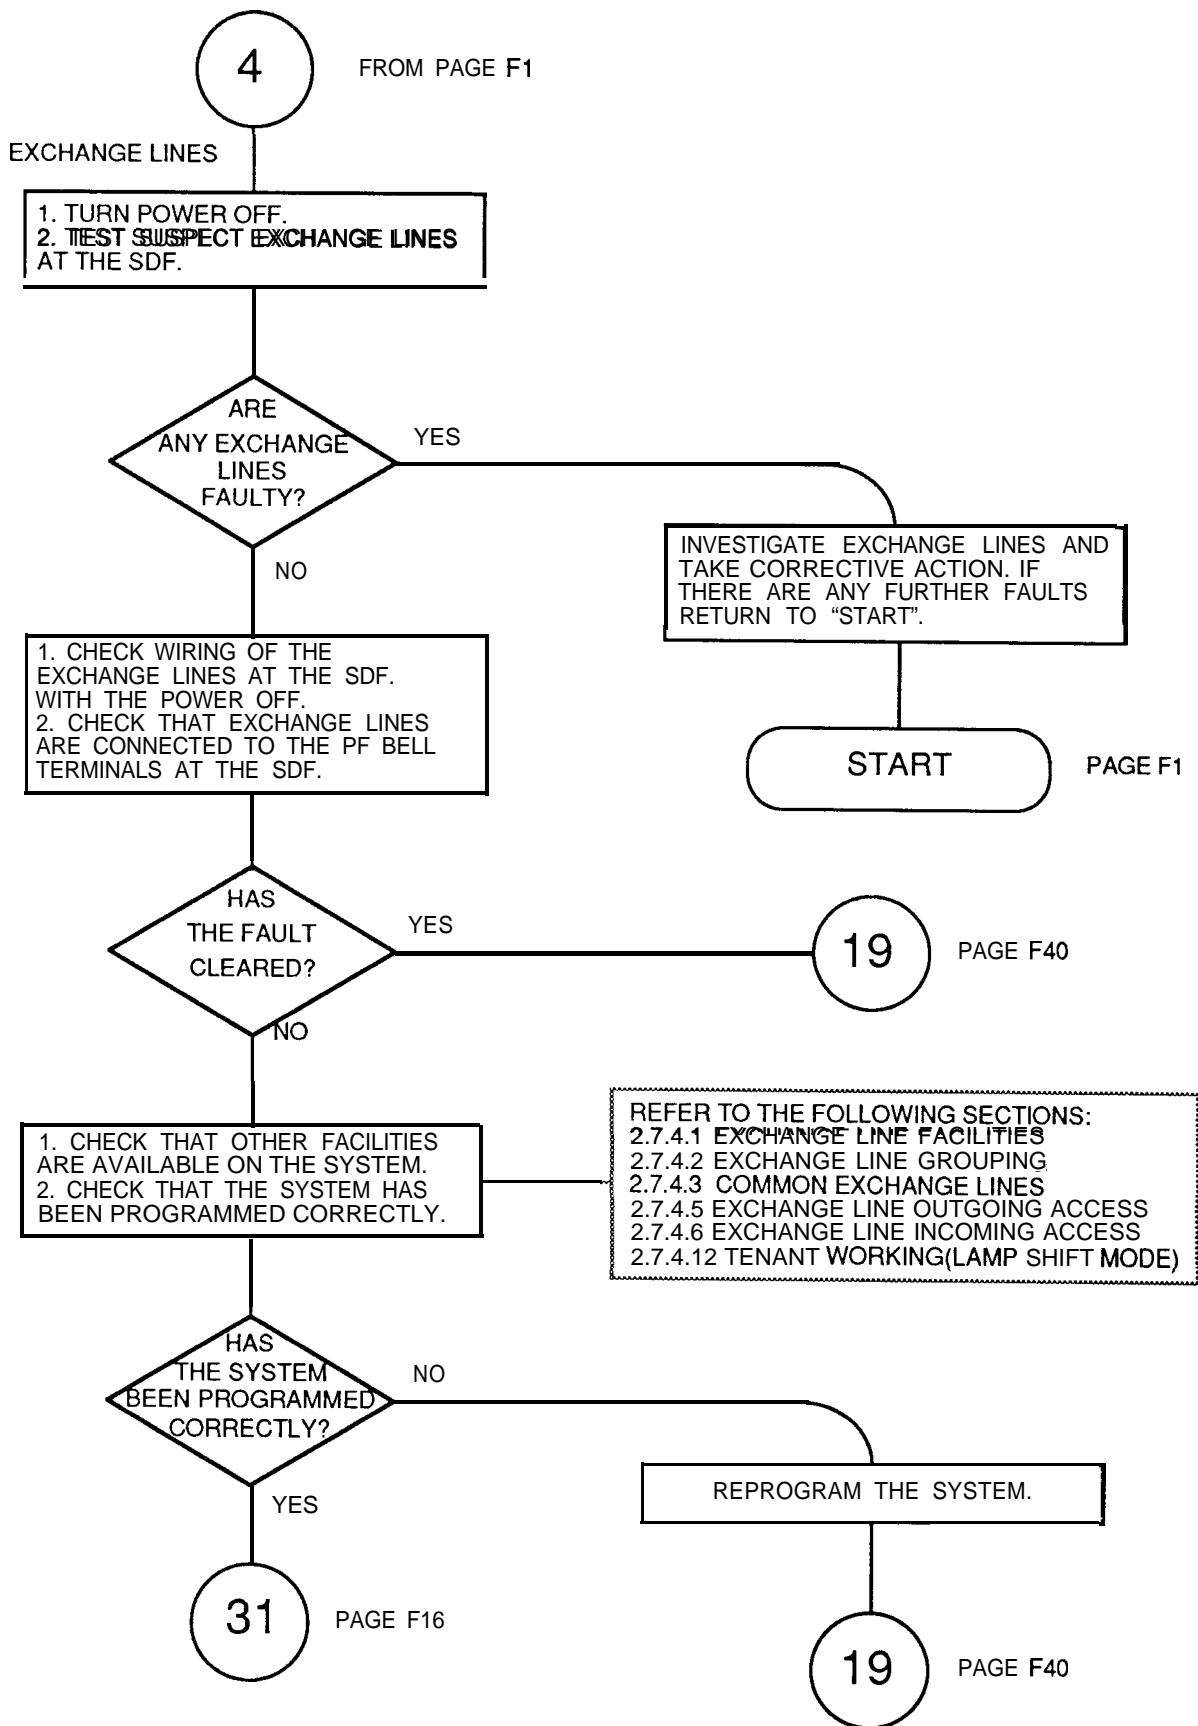 4
FROM PAGE F1
EXCHANGE LINES
1. TURN POWER OFF.
2. TEST SUSPECT EXCHANGE LINES
AT THE SDF.
ARE
ANY EXCHANGE
LINES
FAULTY?
YES
NO
INVESTIGATE EXCHANGE LINES AND
TAKE CORRECTIVE ACTION. IF
THERE ARE ANY FURTHER FAULTS
RETURN TO “START”.
START
PAGE F1
1. CHECK WIRING OF THE
EXCHANGE LINES AT THE SDF.
WITH THE POWER OFF.
2. CHECK THAT EXCHANGE LINES
ARE CONNECTED TO THE PF BELL
TERMINALS AT THE SDF.
HAS
THE FAULT
CLEARED?
YES
19
PAGE F40
NO
1. CHECK THAT OTHER FACILITIES
ARE AVAILABLE ON THE SYSTEM.
2. CHECK THAT THE SYSTEM HAS
BEEN PROGRAMMED CORRECTLY.
REFER TO THE FOLLOWING SECTIONS:
2.7.4.1 EXCHANGE LINE FACILITIES
2.7.4.2 EXCHANGE LINE GROUPING
2.7.4.3 COMMON EXCHANGE LINES
2.7.4.5 EXCHANGE LINE OUTGOING ACCESS
2.7.4.6 EXCHANGE LINE INCOMING ACCESS
2.7.4.12 TENANT WORKING(LAMP SHIFT MODE)
HAS
THE SYSTEM
BEEN PROGRAMMED
CORRECTLY?
NO
YES
REPROGRAM THE SYSTEM.
31
PAGE F16
19
PAGE F40